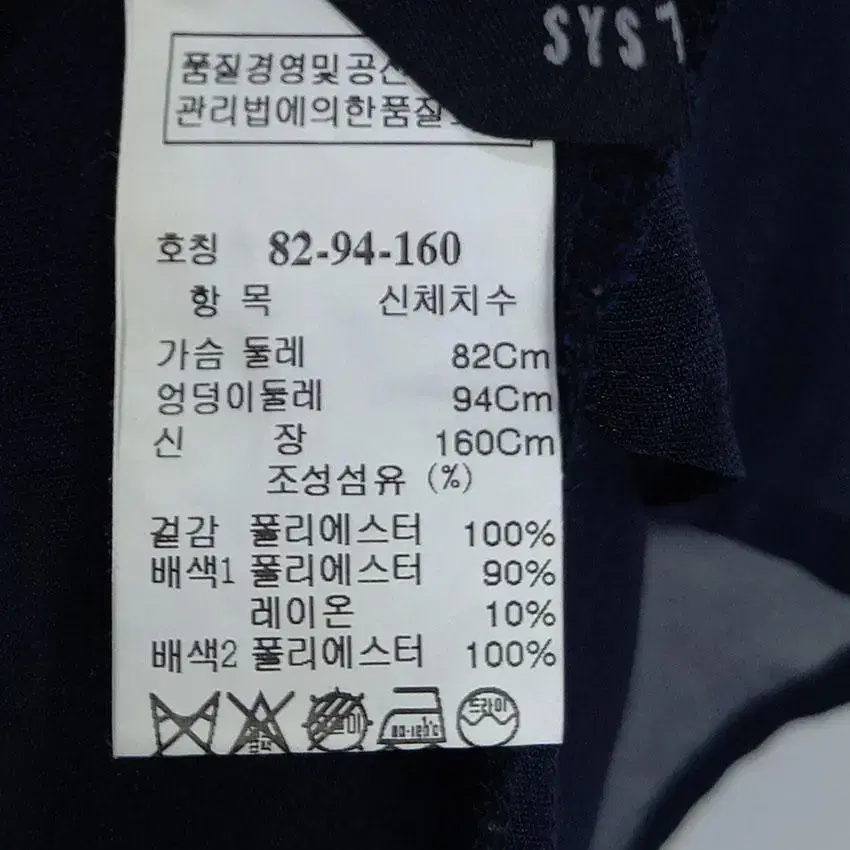 SYST
품질경영및공산
관리법에의한품질
호칭 82-94-160
항 목 신체치수
가슴 둘레 82Cm
엉덩이둘레 94Cm
신 장 160Cm
조성섬유 (%)
겉감 폴리에스터 100%
배색1 폴리에스터 90%
레이온 10%
배색2 폴리에스터 100%
드라이